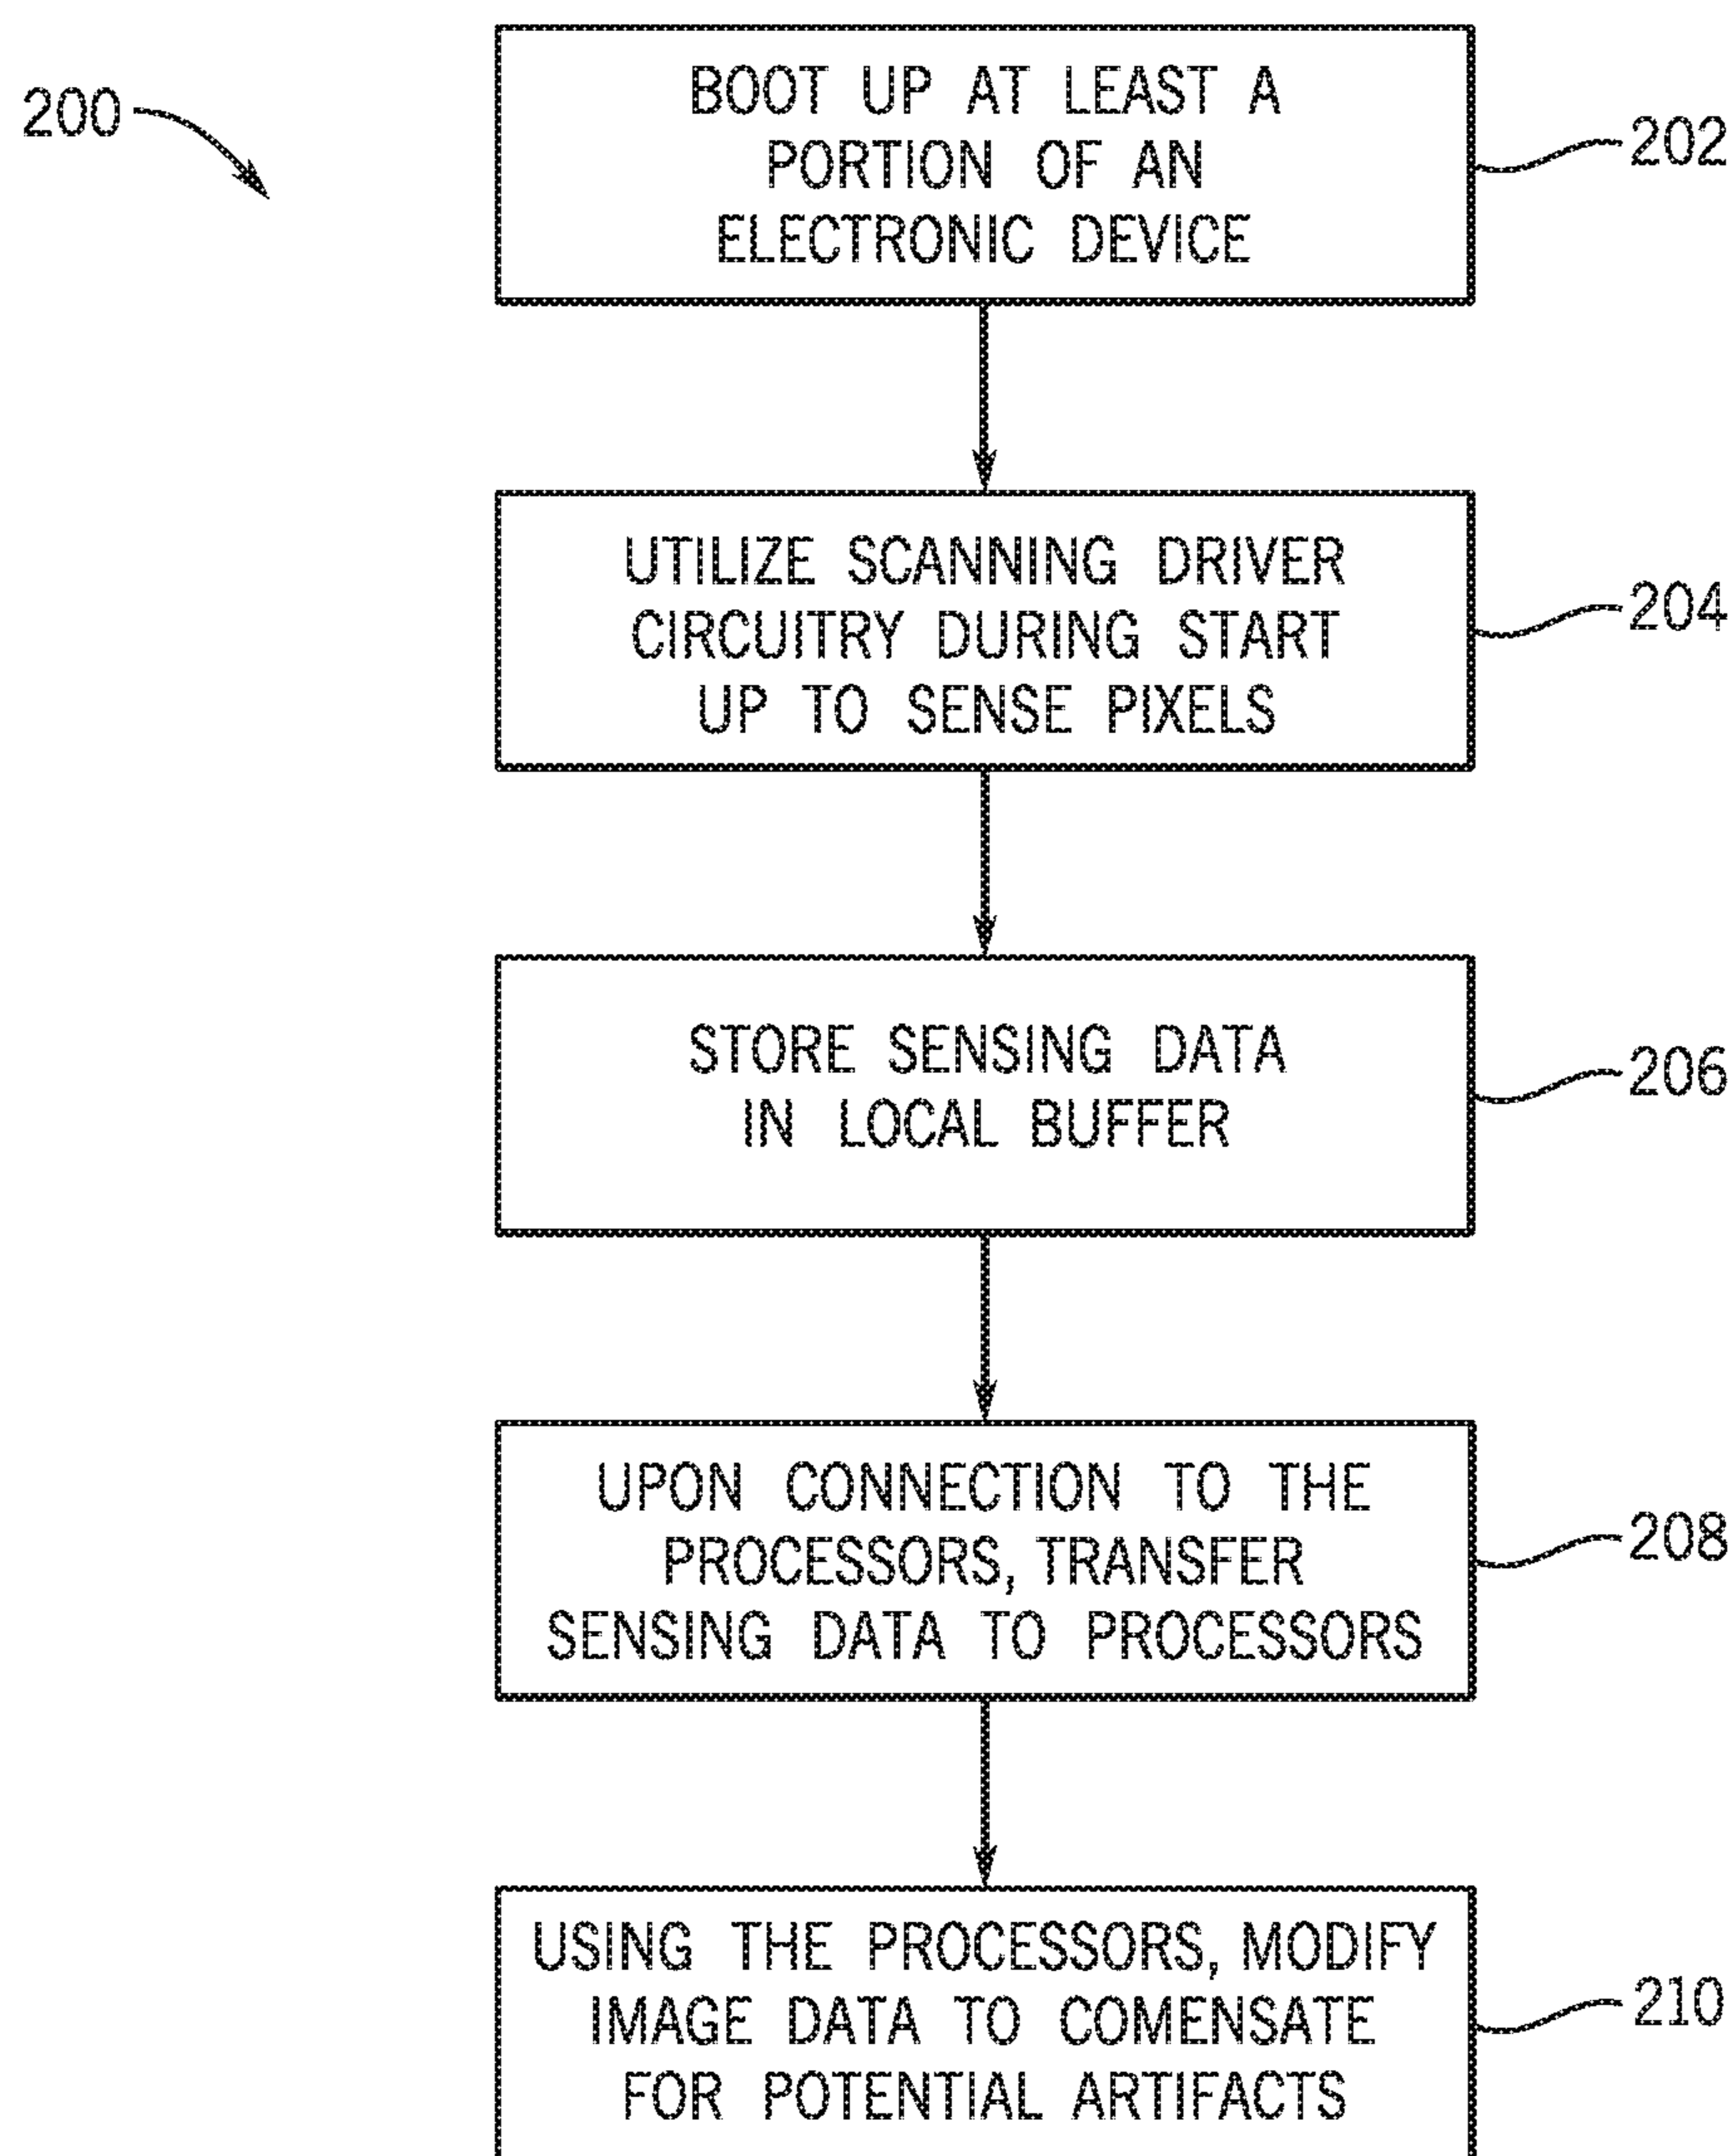 200
BOOT UP AT LEAST A
PORTION OF AN
ELECTRONIC DEVICE
202
UTILIZE SCANNING DRIVER
CIRCUITRY DURING START
UP TO SENSE PIXELS
204
STORE SENSING DATA
IN LOCAL BUFFER
206
UPON CONNECTION TO THE
PROCESSORS, TRANSFER
SENSING DATA TO PROCESSORS
208
USING THE PROCESSORS, MODIFY
IMAGE DATA TO COMENSATE
FOR POTENTIAL ARTIFACTS
210